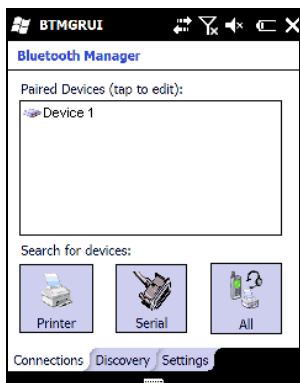 BTMGRUI
Bluetooth Manager
Paired Devices (tap to edit):
Device 1
Search for devices:
Printer Serial All
Connections Discovery Settings